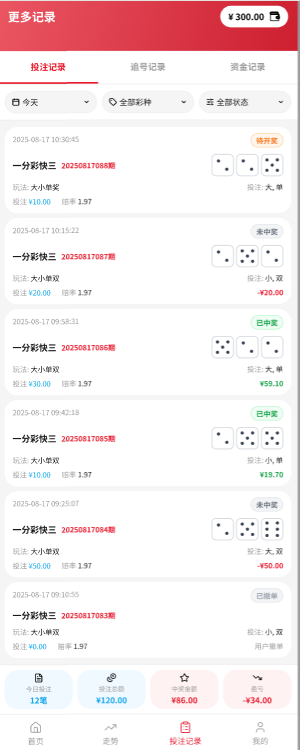 更多记录
¥ 300.00
投注记录 追号记录 资金记录
今天 全部彩种 全部状态
2025-08-17 10:30:45 待开奖
一分彩快三 20250817088期
玩法: 大小单奖 投注: 大, 单
投注 ¥10.00 赔率 1.97
2025-08-17 10:15:22 未中奖
一分彩快三 20250817087期
玩法: 大小单双 投注: 小, 双
投注 ¥20.00 赔率 1.97 -¥20.00
2025-08-17 09:58:31 已中奖
一分彩快三 20250817086期
玩法: 大小单双 投注: 大, 单
投注 ¥30.00 赔率 1.97 ¥59.10
2025-08-17 09:42:18 已中奖
一分彩快三 20250817085期
玩法: 大小单双 投注: 小, 单
投注 ¥10.00 赔率 1.97 ¥19.70
2025-08-17 09:25:07 未中奖
一分彩快三 20250817084期
玩法: 大小单双 投注: 大, 双
投注 ¥50.00 赔率 1.97 -¥50.00
2025-08-17 09:10:55 已撤单
一分彩快三 20250817083期
玩法: 大小单双 投注: 小, 双
投注 ¥0.00 赔率 1.97 用户撤单
今日投注 投注总额 中奖金额 盈亏
12笔 ¥120.00 ¥86.00 -¥34.00
首页 走势 投注记录 我的